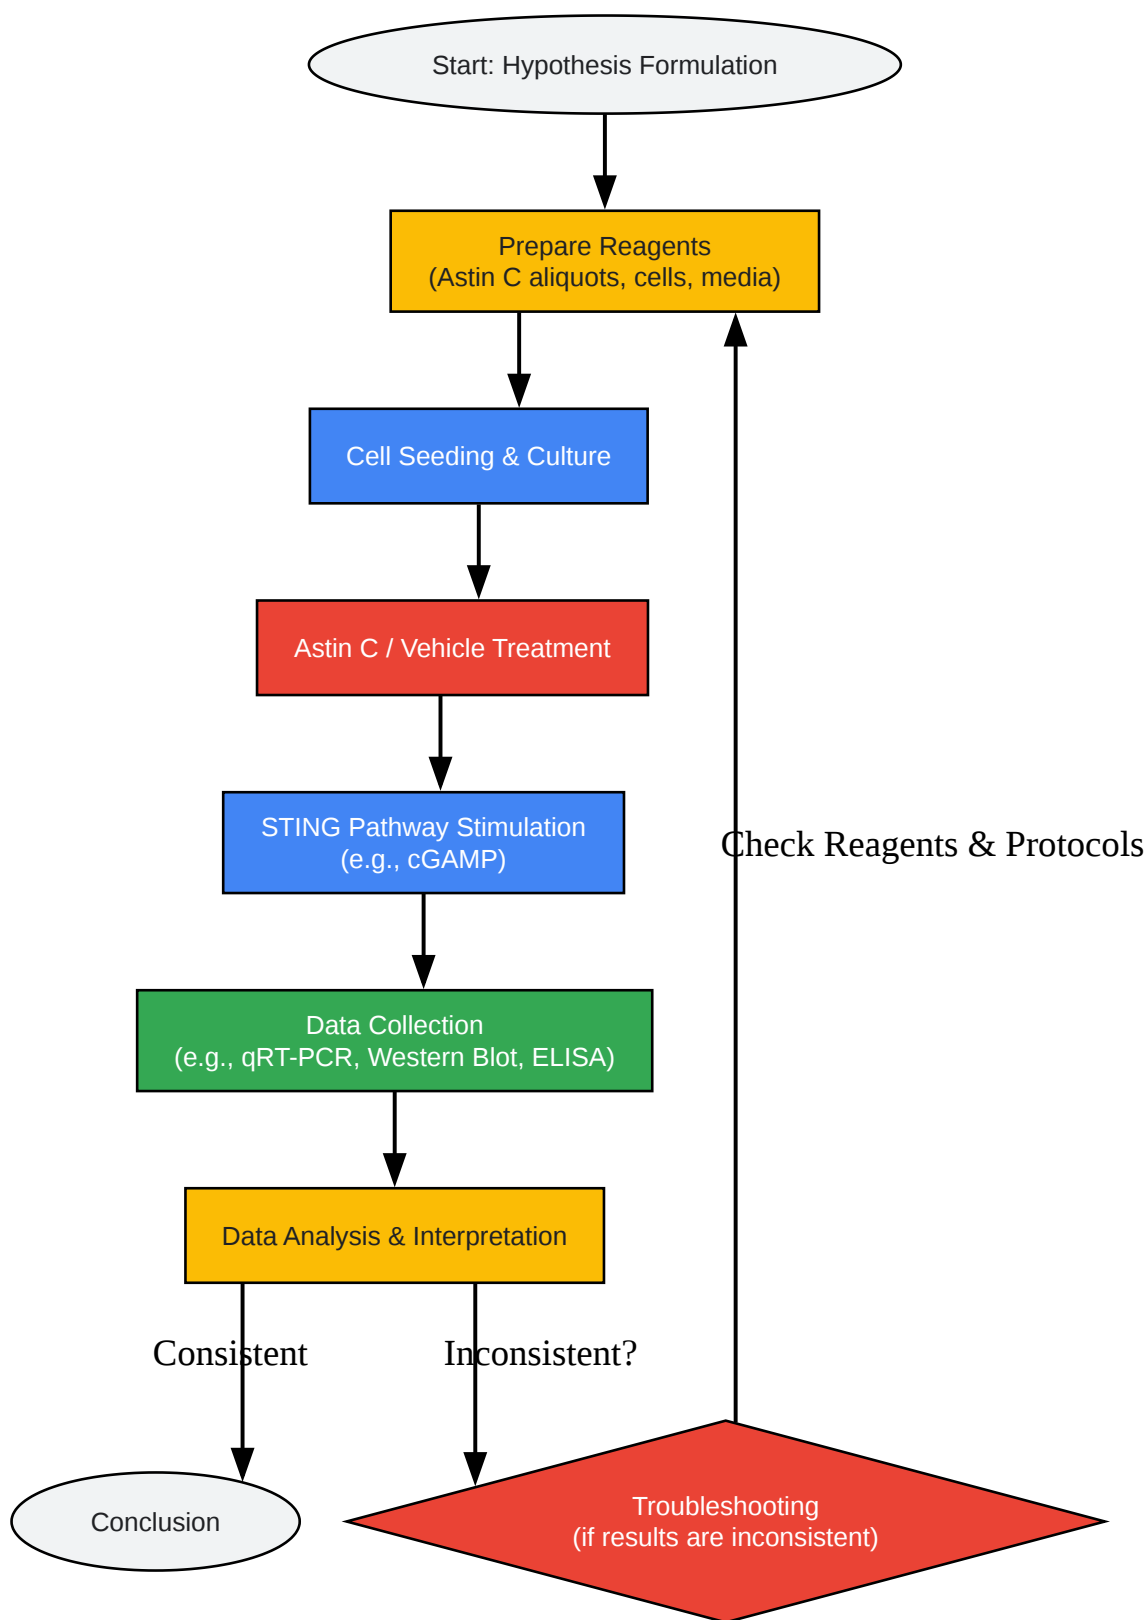 Start: Hypothesis Formulation
Prepare Reagents
(Astin C aliquots, cells, media)
Cell Seeding & Culture
Astin C / Vehicle Treatment
STING Pathway Stimulation
(e.g., cGAMP)
Check Reagents & Protocols
Data Collection
(e.g., qRT-PCR, Western Blot, ELISA)
Data Analysis & Interpretation
Consistent
Inconsistent?
Conclusion
Troubleshooting
(if results are inconsistent)